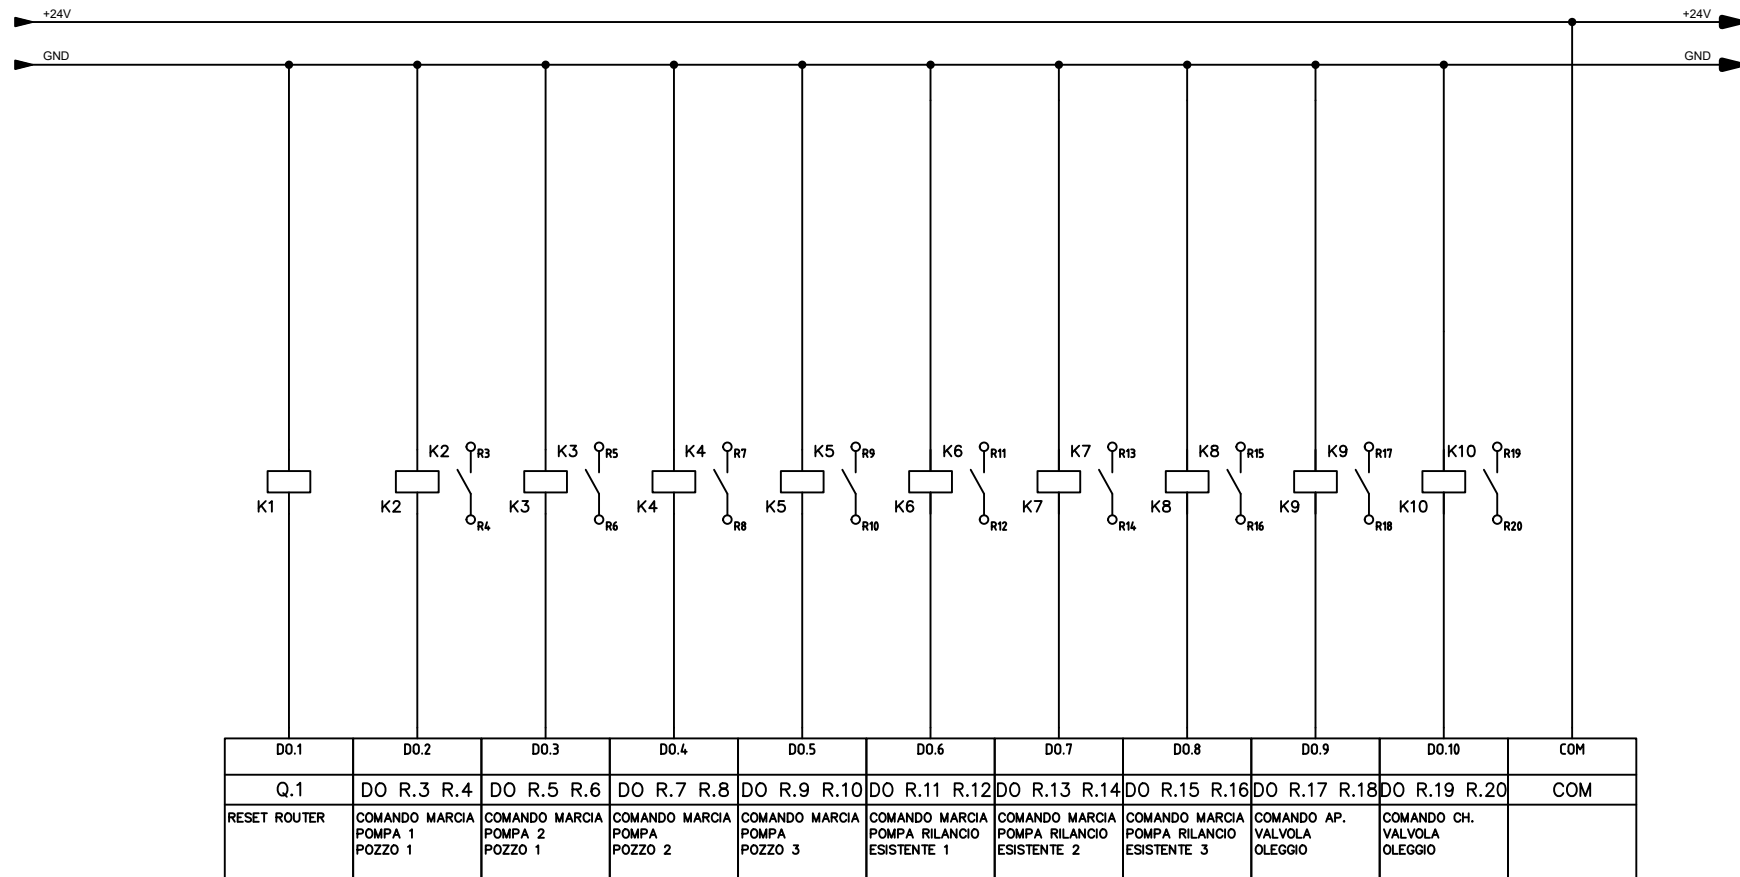 +24V +24V
GND GND
K2 R3 K3 R5 K4 R7 K5 R9 K6 R11 K7 R13 K8 R15 K9 R17 K10 R19
K1 K2 R4 K3 R6 K4 R8 K5 R10 K6 R12 K7 R14 K8 R16 K9 R18 K10 R20
DO.1 DO.2 DO.3 DO.4 DO.5 DO.6 DO.7 DO.8 DO.9 DO.10 COM
Q.1 DO R.3 R.4 DO R.5 R.6 DO R.7 R.8 DO R.9 R.10 DO R.11 R.12 DO R.13 R.14 DO R.15 R.16 DO R.17 R.18 DO R.19 R.20 COM
RESET ROUTER
COMANDO MARCIA
POMPA 1
POZZO 1
COMANDO MARCIA
POMPA 2
POZZO 1
COMANDO MARCIA
POMPA
POZZO 2
COMANDO MARCIA
POMPA
POZZO 3
COMANDO MARCIA
POMPA RILANCIO
ESISTENTE 1
COMANDO MARCIA
POMPA RILANCIO
ESISTENTE 2
COMANDO MARCIA
POMPA RILANCIO
ESISTENTE 3
COMANDO AP.
VALVOLA
OLEGGIO
COMANDO CH.
VALVOLA
OLEGGIO